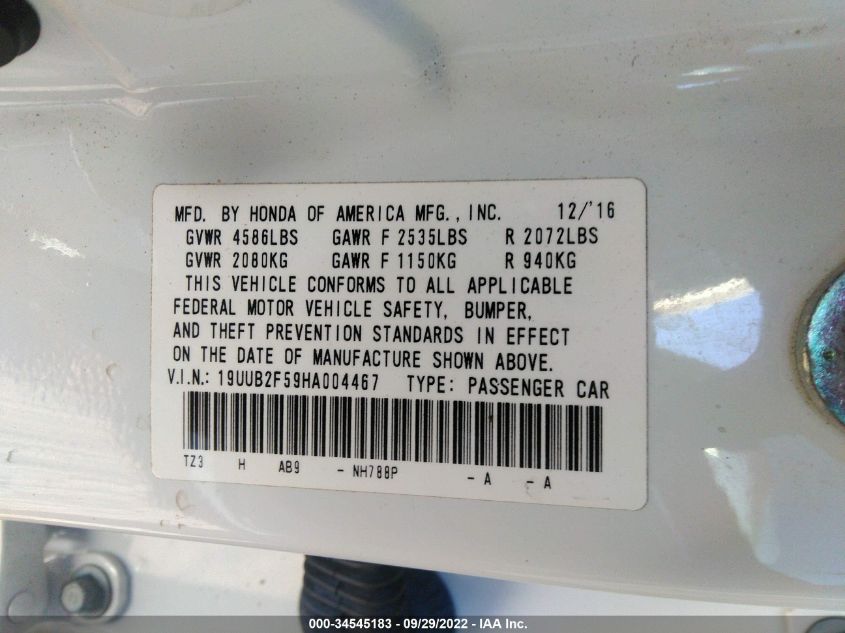 MFD. BY HONDA OF AMERICA MFG., INC. 12/'16
GVWR 4586LBS GAWR F 2535LBS R 2072LBS
GVWR 2080KG GAWR F 1150KG R 940KG
THIS VEHICLE CONFORMS TO ALL APPLICABLE
FEDERAL MOTOR VEHICLE SAFETY, BUMPER,
AND THEFT PREVENTION STANDARDS IN EFFECT
ON THE DATE OF MANUFACTURE SHOWN ABOVE.
V.I.N.: 19UUB2F59HA004467 TYPE: PASSENGER CAR
TZ3 H AB9 - NH788P - A - A
000-34545183 - 09/29/2022 - IAA Inc.